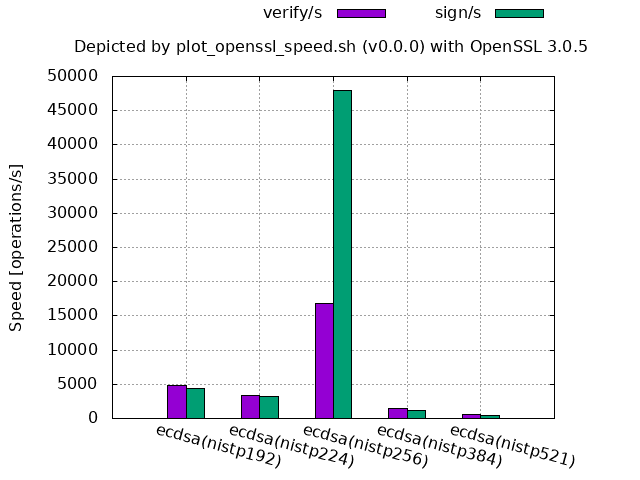 verify/s sign/s
Depicted by plot_openssl_speed.sh (v0.0.0) with OpenSSL 3.0.5
50000
45000
40000
35000
30000
25000
20000
15000
10000
5000
0
Speed [operations/s]
ecdsa(nistp192)
ecdsa(nistp224)
ecdsa(nistp256)
ecdsa(nistp384)
ecdsa(nistp521)